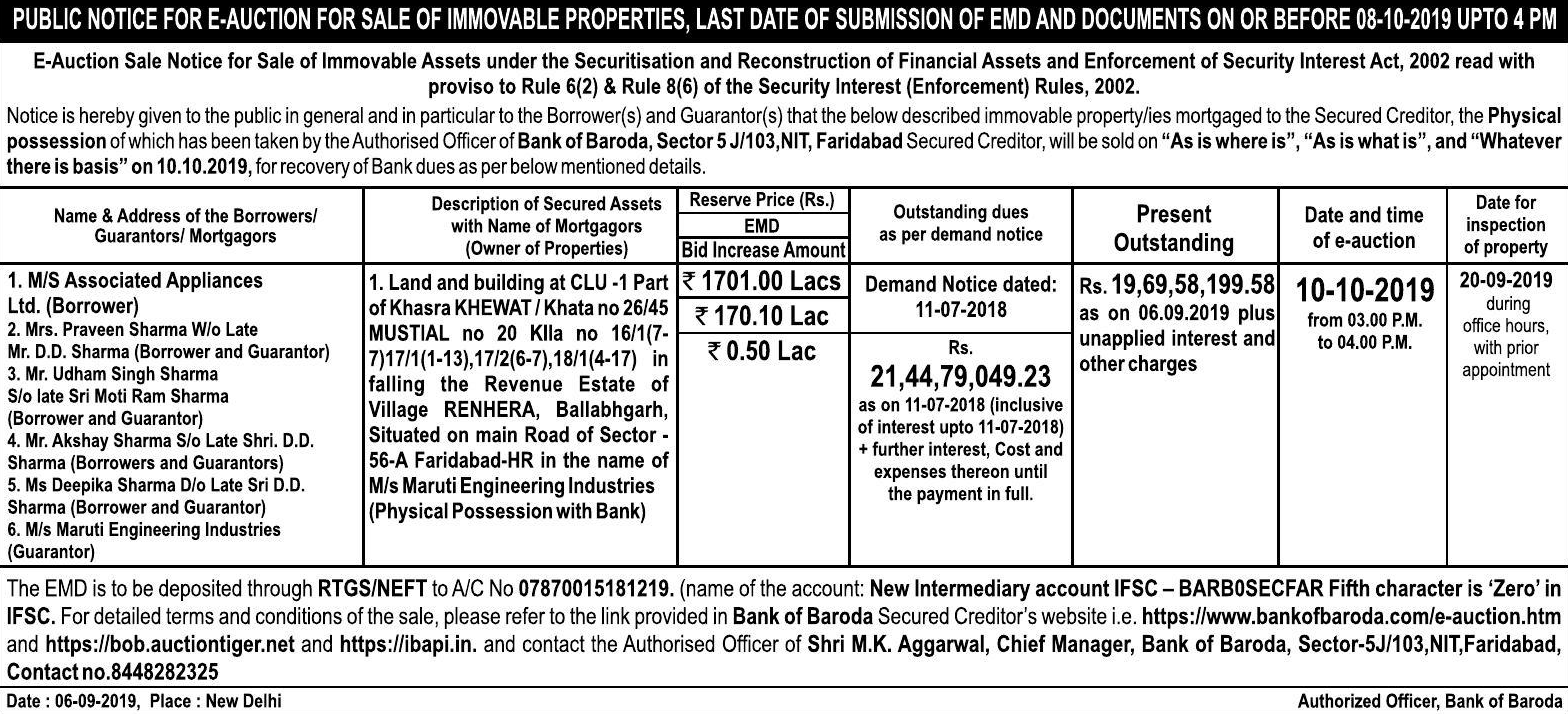 PUBLIC NOTICE FOR E-AUCTION FOR SALE OF IMMOVABLE PROPERTIES, LAST DATE OF SUBMISSION OF EMD AND DOCUMENTS ON OR BEFORE 08-10-2019 UPTO 4 PM
E-Auction Sale Notice for Sale of Immovable Assets under the Securitisation and Reconstruction of Financial Assets and Enforcement of Security Interest Act, 2002 read with
proviso to Rule 6(2) & Rule 8(6) of the Security Interest (Enforcement) Rules, 2002.
Notice is hereby given to the public in general and in particular to the Borrower(s) and Guarantor(s) that the below described immovable property/ies mortgaged to the Secured Creditor, the Physical
possession of which has been taken by the Authorised Officer of Bank of Baroda, Sector 5 J/103,NIT, Faridabad Secured Creditor, will be sold on “As is where is”, “As is what is”, and “Whatever
there is basis” on 10.10.2019, for recovery of Bank dues as per below mentioned details.
Name & Address of the Borrowers/
Guarantors/ Mortgagors
Description of Secured Assets
with Name of Mortgagors
(Owner of Properties)
Reserve Price (Rs.)
EMD
Bid Increase Amount
Outstanding dues
as per demand notice
Present
Outstanding
Date and time
of e-auction
Date for
inspection
of property
1. M/S Associated Appliances
Ltd. (Borrower)
2. Mrs. Praveen Sharma W/o Late
Mr. D.D. Sharma (Borrower and Guarantor)
3. Mr. Udham Singh Sharma
S/o late Sri Moti Ram Sharma
(Borrower and Guarantor)
4. Mr. Akshay Sharma S/o Late Shri. D.D.
Sharma (Borrowers and Guarantors)
5. Ms Deepika Sharma D/o Late Sri D.D.
Sharma (Borrower and Guarantor)
6. M/s Maruti Engineering Industries
(Guarantor)
1. Land and building at CLU -1 Part
of Khasra KHEWAT / Khata no 26/45
MUSTIAL no 20 Klla no 16/1(7-
7)17/1(1-13),17/2(6-7),18/1(4-17) in
falling the Revenue Estate of
Village RENHERA, Ballabhgarh,
Situated on main Road of Sector -
56-A Faridabad-HR in the name of
M/s Maruti Engineering Industries
(Physical Possession with Bank)
₹ 1701.00 Lacs
₹ 170.10 Lac
₹ 0.50 Lac
Demand Notice dated:
11-07-2018
Rs.
21,44,79,049.23
as on 11-07-2018 (inclusive
of interest upto 11-07-2018)
+ further interest, Cost and
expenses thereon until
the payment in full.
Rs. 19,69,58,199.58
as on 06.09.2019 plus
unapplied interest and
other charges
10-10-2019
from 03.00 P.M.
to 04.00 P.M.
20-09-2019
during
office hours,
with prior
appointment
The EMD is to be deposited through RTGS/NEFT to A/C No 07870015181219. (name of the account: New Intermediary account IFSC – BARB0SECFAR Fifth character is ‘Zero’ in
IFSC. For detailed terms and conditions of the sale, please refer to the link provided in Bank of Baroda Secured Creditor’s website i.e. https://www.bankofbaroda.com/e-auction.htm
and https://bob.auctiontiger.net and https://ibapi.in. and contact the Authorised Officer of Shri M.K. Aggarwal, Chief Manager, Bank of Baroda, Sector-5J/103,NIT,Faridabad,
Contact no.8448282325
Date : 06-09-2019, Place : New Delhi
Authorized Officer, Bank of Baroda